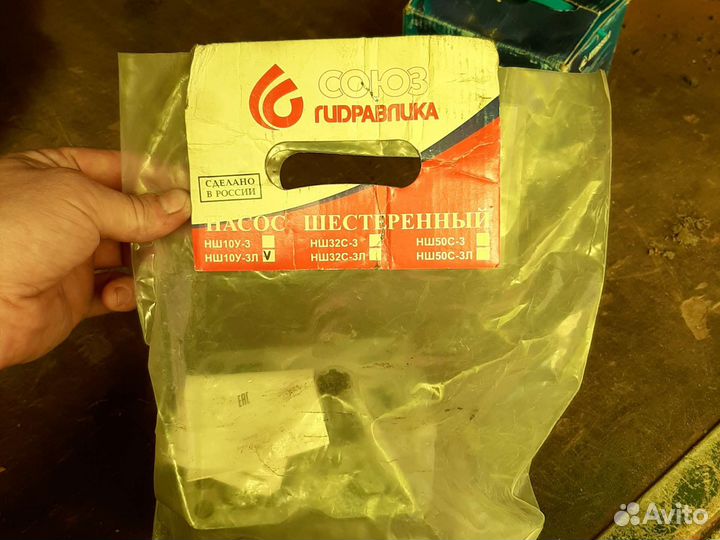 СОЮЗ
ГИДРАВЛИКА
СДЕЛАНО
В РОССИИ
НАСОС ШЕСТЕРЕННЫЙ
НШ10У-3 НШ32С-3 НШ50С-3
НШ10У-3Л V НШ32С-3Л НШ50С-3Л
ЕАС
Avito